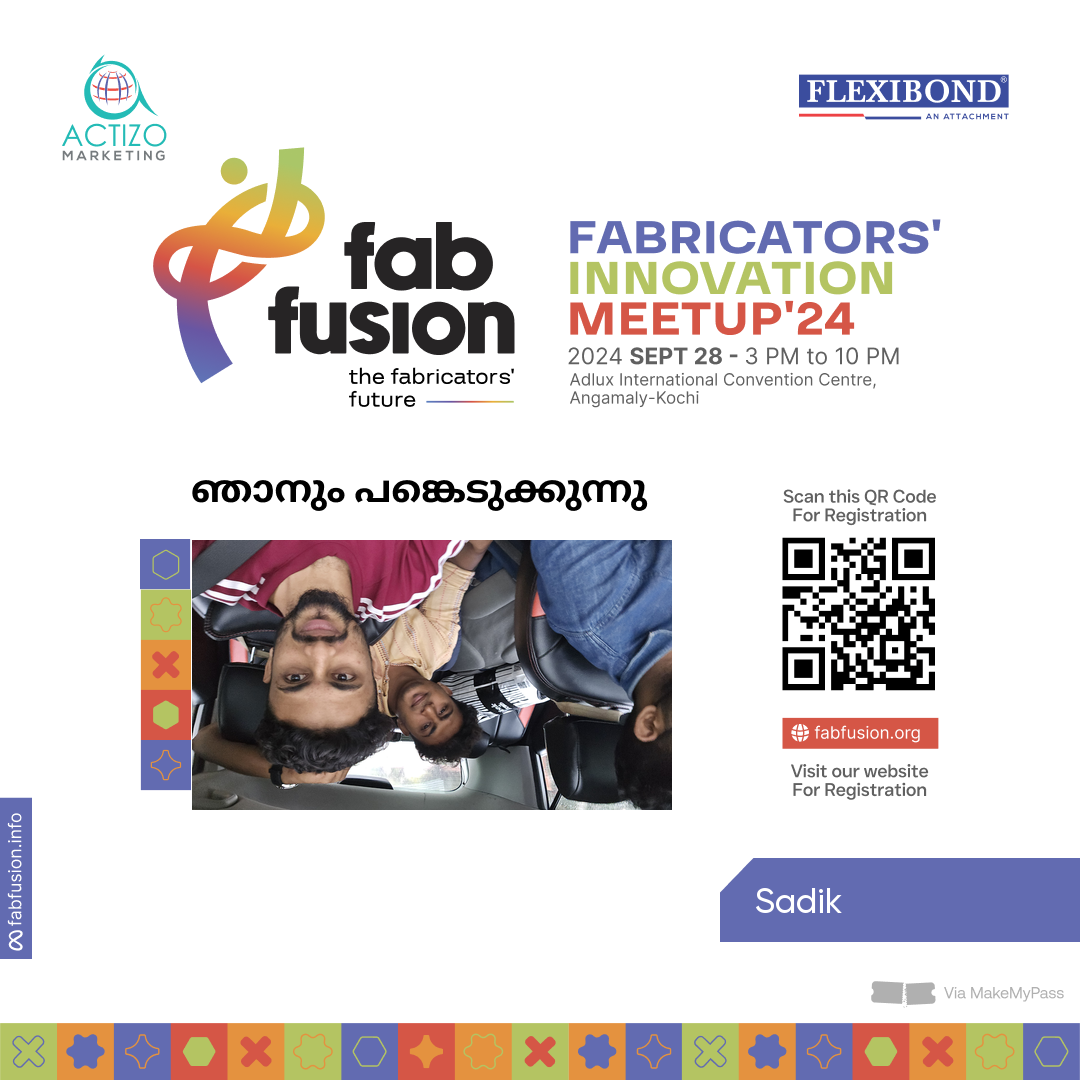 ACTIZO
MARKETING
FLEXIBOND®
AN ATTACHMENT
fab
fusion
the fabricators'
future
FABRICATORS'
INNOVATION
MEETUP'24
2024 SEPT 28 - 3 PM to 10 PM
Adlux International Convention Centre,
Angamaly-Kochi
ഞാനും പങ്കെടുക്കുന്നു
Scan this QR Code
For Registration
fabfusion.org
Visit our website
For Registration
fabfusion.info
Sadik
Via MakeMyPass